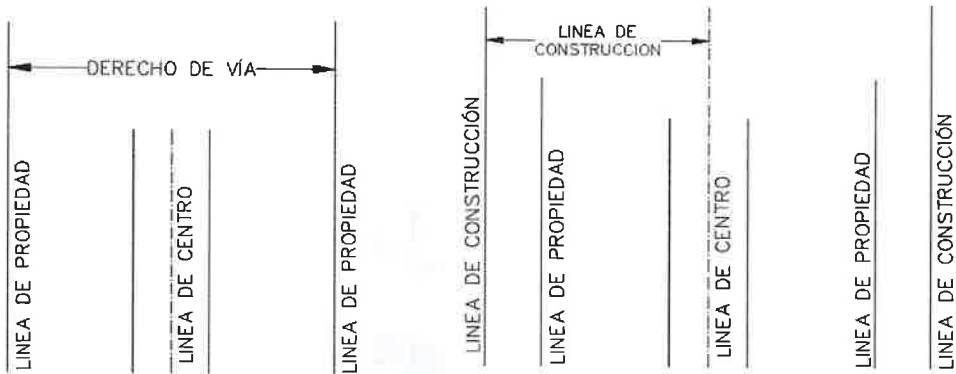 DERECHO DE VÍA
LINEA DE PROPIEDAD
LINEA DE CENTRO
LINEA DE PROPIEDAD
LINEA DE
CONSTRUCCION
LINEA DE CONSTRUCCIÓN
LINEA DE PROPIEDAD
LINEA DE CENTRO
LINEA DE PROPIEDAD
LINEA DE CONSTRUCCIÓN